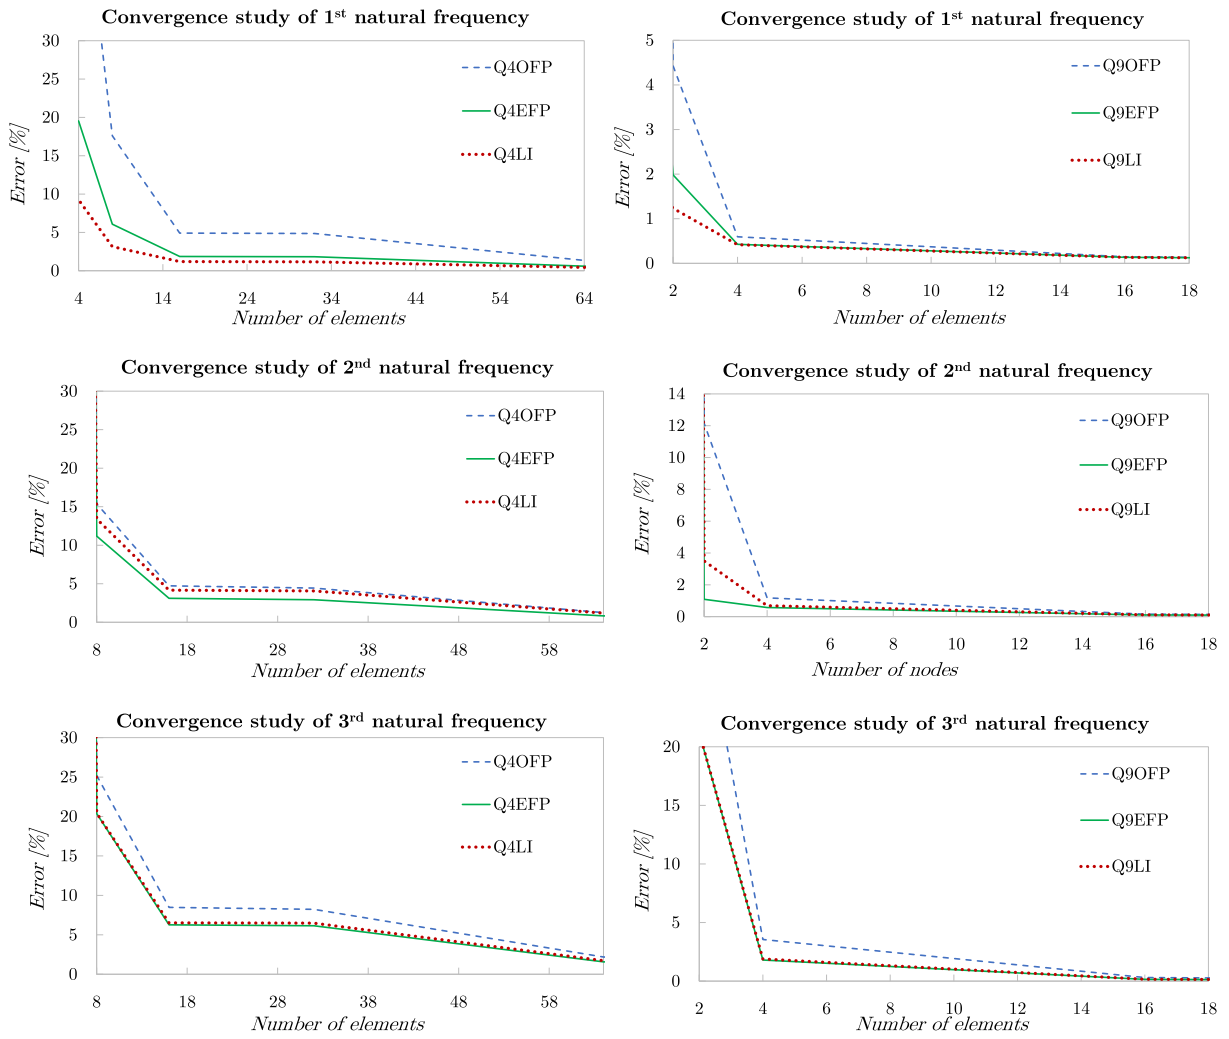 Convergence study of 1st natural frequency
30
25
20
15
10
5
0
Error [%]
Q4OFP
Q4EFP
Q4LI
4 14 24 34 44 54 64
Number of elements
Convergence study of 1st natural frequency
5
4
3
2
1
0
Error [%]
Q9OFP
Q9EFP
Q9LI
2 4 6 8 10 12 14 16 18
Number of elements
Convergence study of 2nd natural frequency
30
25
20
15
10
5
0
Error [%]
Q4OFP
Q4EFP
Q4LI
8 18 28 38 48 58
Number of elements
Convergence study of 2nd natural frequency
14
12
10
8
6
4
2
0
Error [%]
Q9OFP
Q9EFP
Q9LI
2 4 6 8 10 12 14 16 18
Number of nodes
Convergence study of 3rd natural frequency
30
25
20
15
10
5
0
Error [%]
Q4OFP
Q4EFP
Q4LI
8 18 28 38 48 58
Number of elements
Convergence study of 3rd natural frequency
20
15
10
5
0
Error [%]
Q9OFP
Q9EFP
Q9LI
2 4 6 8 10 12 14 16 18
Number of elements